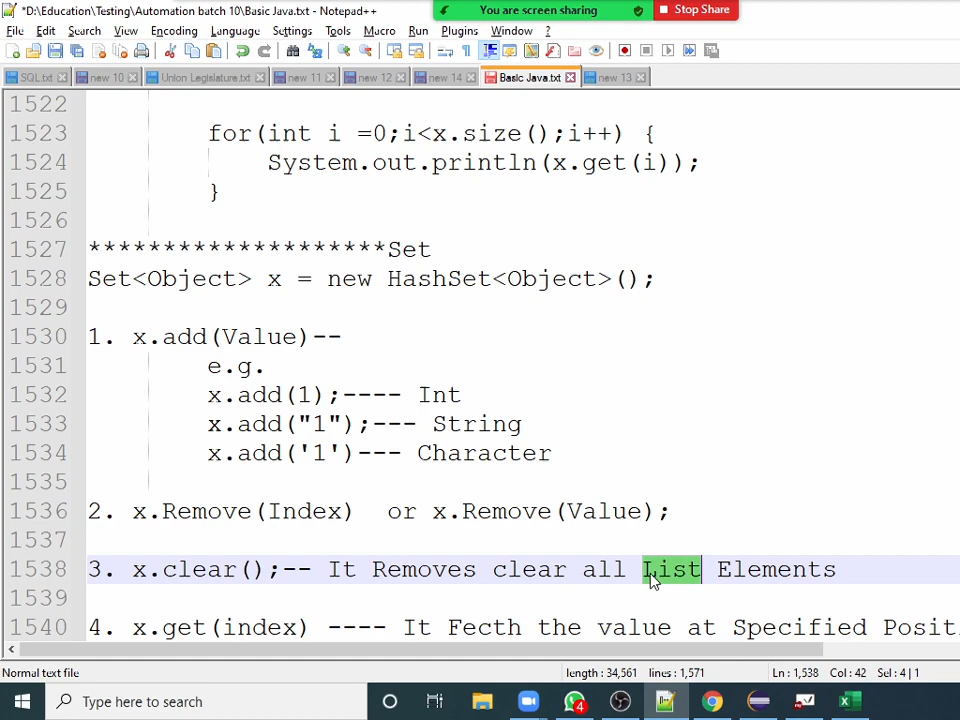 *D:\Education\Testing\Automation batch 10\Basic Java.txt - Notepad++
You are screen sharing
Stop Share
File Edit Search View Encoding Language Settings Tools Macro Run Plugins Window ?
SQL.txt new 10 Union Legislature.txt new 11 new 12 new 14 Basic Java.txt new 13
1522
1523 for(int i =0;i<x.size();i++) {
1524 System.out.println(x.get(i));
1525 }
1526
1527 ********************Set
1528 Set<Object> x = new HashSet<Object>();
1529
1530 1. x.add(Value)--
1531 e.g.
1532 x.add(1);---- Int
1533 x.add("1");--- String
1534 x.add('1')--- Character
1535
1536 2. x.Remove(Index) or x.Remove(Value);
1537
1538 3. x.clear();-- It Removes clear all List Elements
1539
1540 4. x.get(index) ---- It Fecth the value at Specified Posit
Normal text file length : 34,561 lines : 1,571 Ln : 1,538 Col : 42 Sel : 4 | 1
Type here to search
4